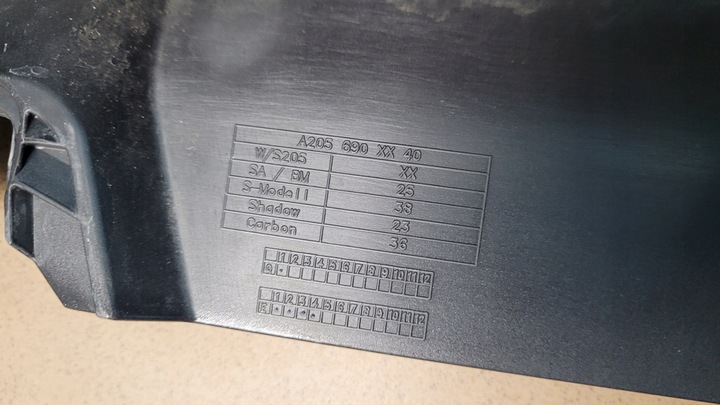 A205 690 XX 40
W/S205 XX
SA / BM 25
S-Modell 38
Shadow 23
Carbon 36
1 2 3 4 5 6 7 8 9 10 11 12
1 2 3 4 5 6 7 8 9 10 11 12
E